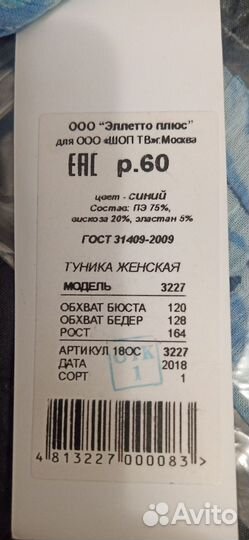 ООО "Эллетто плюс"
для ООО «ШОП ТВ»г.Москва
ЕАС р.60
цвет - СИНИЙ
Состав: ПЭ 75%,
вискоза 20%, эластан 5%
ГОСТ 31409-2009
ТУНИКА ЖЕНСКАЯ
МОДЕЛЬ 3227
ОБХВАТ БЮСТА 120
ОБХВАТ БЕДЕР 128
РОСТ 164
АРТИКУЛ 18ОС 3227
ДАТА 2018
СОРТ 1
ОТК
1
4 813227 000083 >
Avito